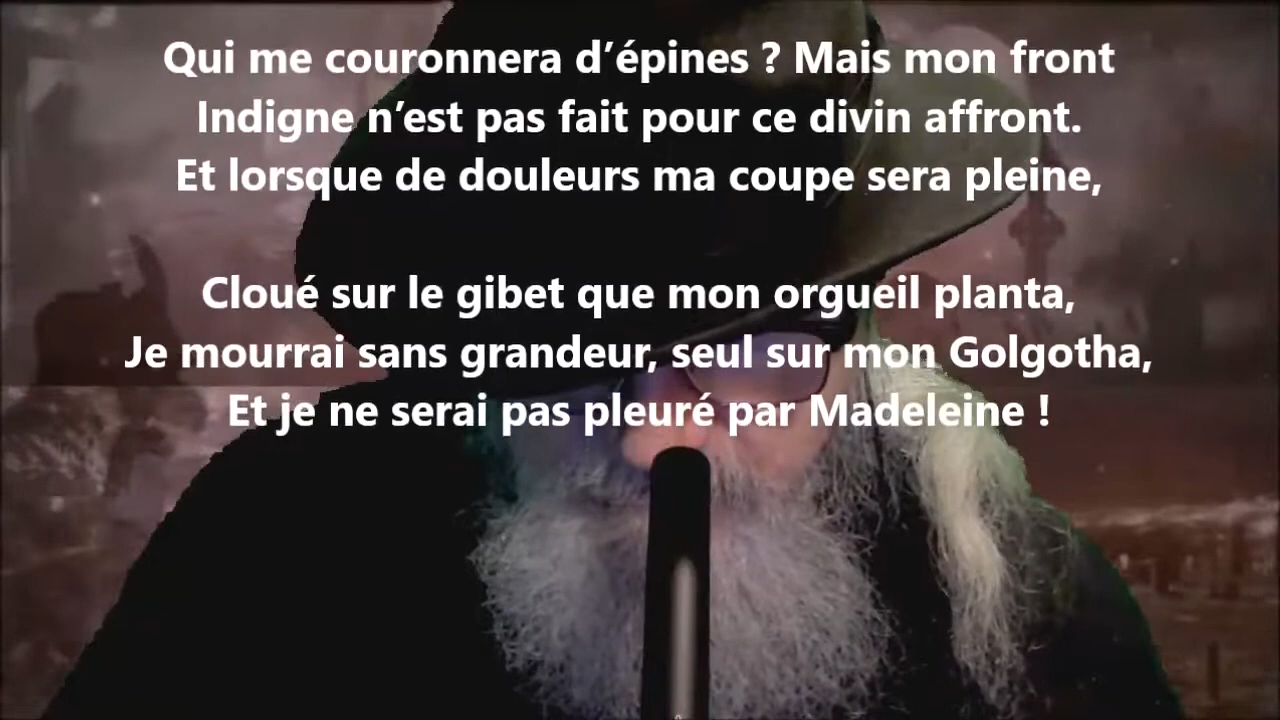 Qui me couronnera d’épines ? Mais mon front
Indigne n’est pas fait pour ce divin affront.
Et lorsque de douleurs ma coupe sera pleine,
Cloué sur le gibet que mon orgueil planta,
Je mourrai sans grandeur, seul sur mon Golgotha,
Et je ne serai pas pleuré par Madeleine !